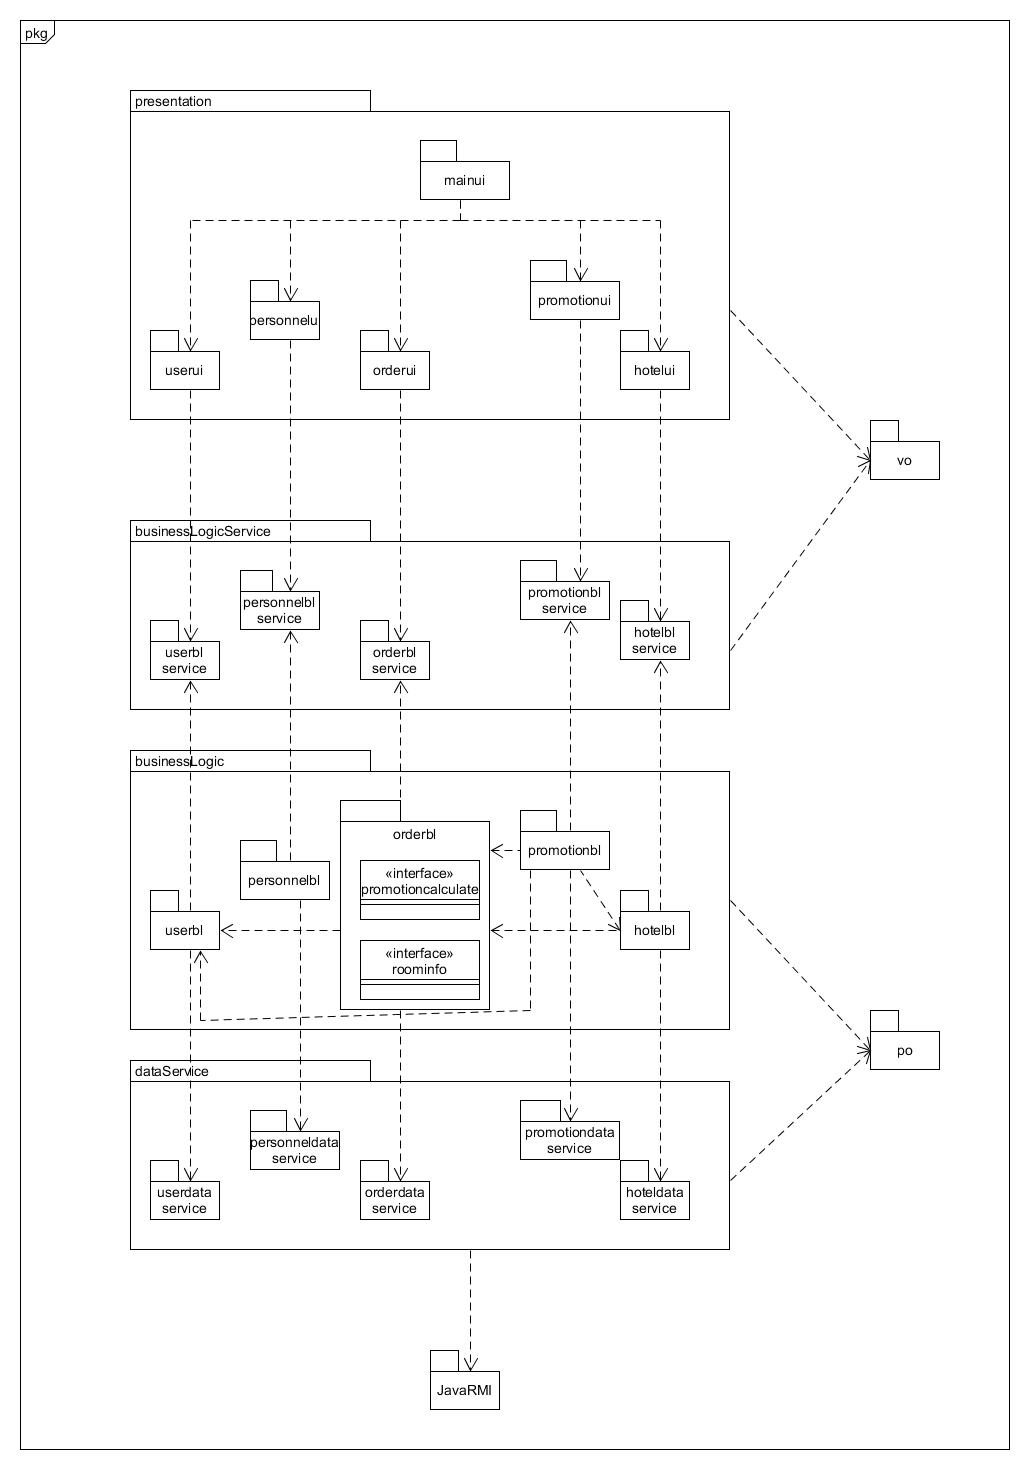 pkg
presentation
mainui
promotionui
personnelu
userui
orderui
hotelui
vo
businessLogicService
personnelbl
service
promotionbl
service
userbl
service
orderbl
service
hotelbl
service
businessLogic
orderbl
promotionbl
«interface»
promotioncalculate
personnelbl
userbl
hotelbl
«interface»
roominfo
po
dataService
personneldata
service
promotiondata
service
userdata
service
orderdata
service
hoteldata
service
JavaRMI